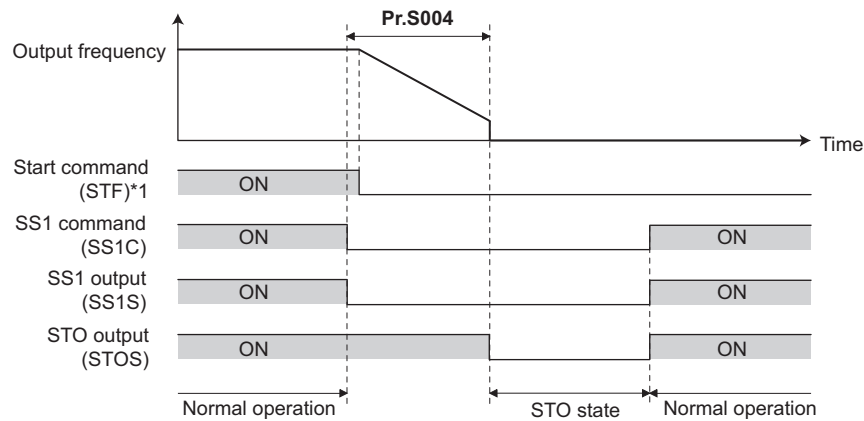 Pr.S004
Output frequency
Time
Start command
(STF)*1
ON
SS1 command
(SS1C)
ON
ON
SS1 output
(SS1S)
ON
ON
STO output
(STOS)
ON
ON
Normal operation
STO state
Normal operation